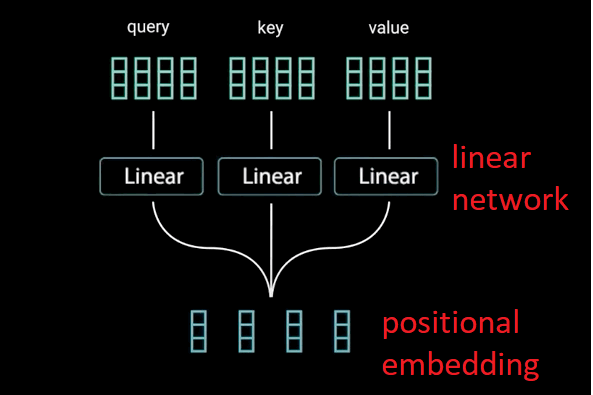 query key value
Linear Linear Linear
linear
network
positional
embedding